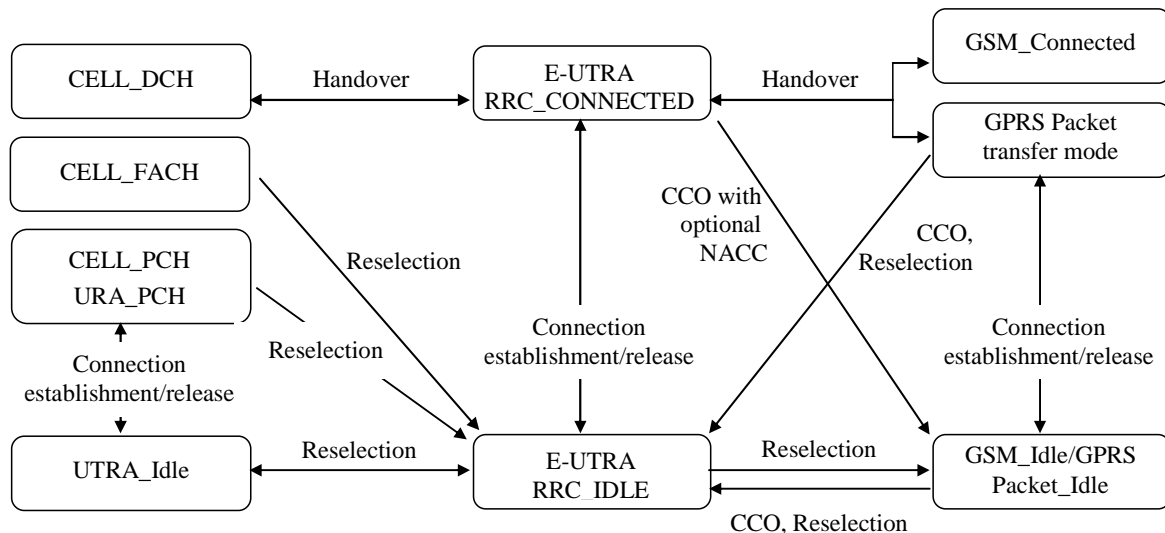 GSM_Connected
CELL_DCH
Handover
E-UTRA
RRC_CONNECTED
Handover
GPRS Packet
transfer mode
CELL_FACH
CCO with
optional
NACC
CCO,
Reselection
CELL_PCH
URA_PCH
Reselection
Reselection
Connection
establishment/release
Connection
establishment/release
Connection
establishment/release
UTRA_Idle
Reselection
E-UTRA
RRC_IDLE
Reselection
GSM_Idle/GPRS
Packet_Idle
CCO, Reselection